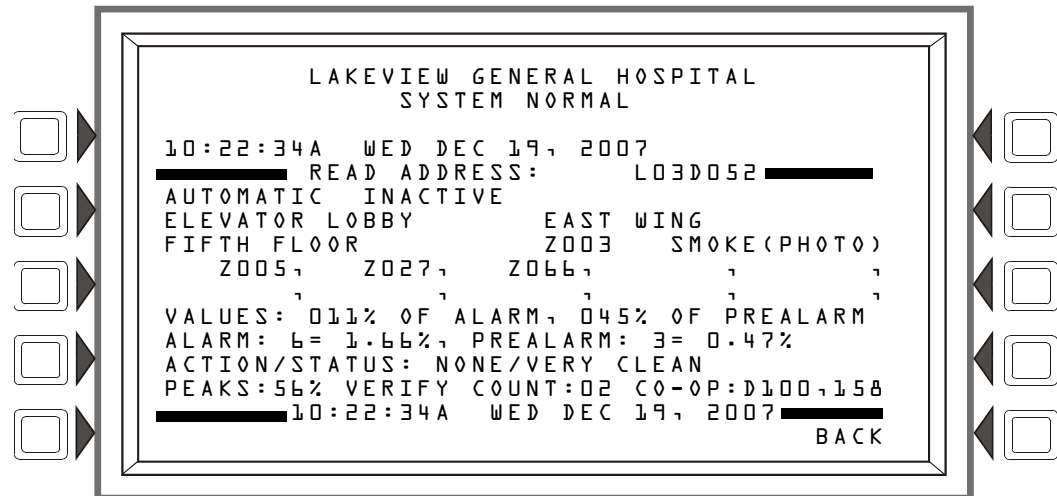 LAKEVIEW GENERAL HOSPITAL
SYSTEM NORMAL
10:22:34A WED DEC 19, 2007
READ ADDRESS: L03D052
AUTOMATIC INACTIVE
ELEVATOR LOBBY EAST WING
FIFTH FLOOR Z003 SMOKE(PHOTO)
Z005, Z027, Z066, , ,
, , , , ,
VALUES: 011% OF ALARM, 045% OF PREALARM
ALARM: 6= 1.66%, PREALARM: 3= 0.47%
ACTION/STATUS: NONE/VERY CLEAN
PEAKS:56% VERIFY COUNT:02 CO-OP:D100,158
10:22:34A WED DEC 19, 2007
BACK